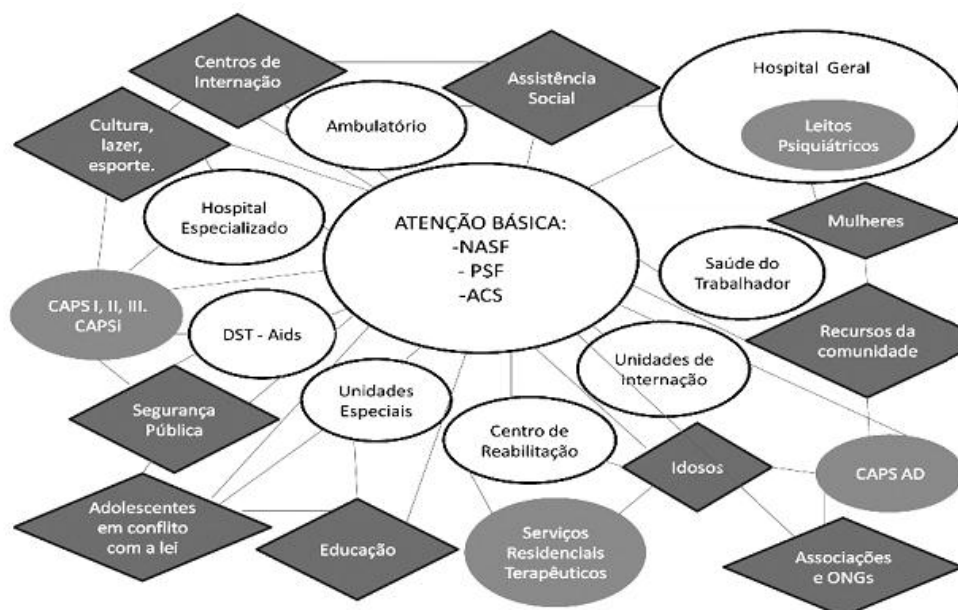 Centros de
Internação
Assistência
Social
Hospital Geral
Leitos
Psiquiátricos
Ambulatório
Cultura,
lazer,
esporte.
Hospital
Especializado
ATENÇÃO BÁSICA:
-NASF
- PSF
-ACS
Mulheres
Saúde do
Trabalhador
CAPS I, II, III.
CAPSi
DST - Aids
Recursos da
comunidade
Unidades de
Internação
Segurança
Pública
Unidades
Especiais
Centro de
Reabilitação
Idosos
CAPS AD
Adolescentes
em conflito
com a lei
Educação
Serviços
Residenciais
Terapêuticos
Associações
e ONGs